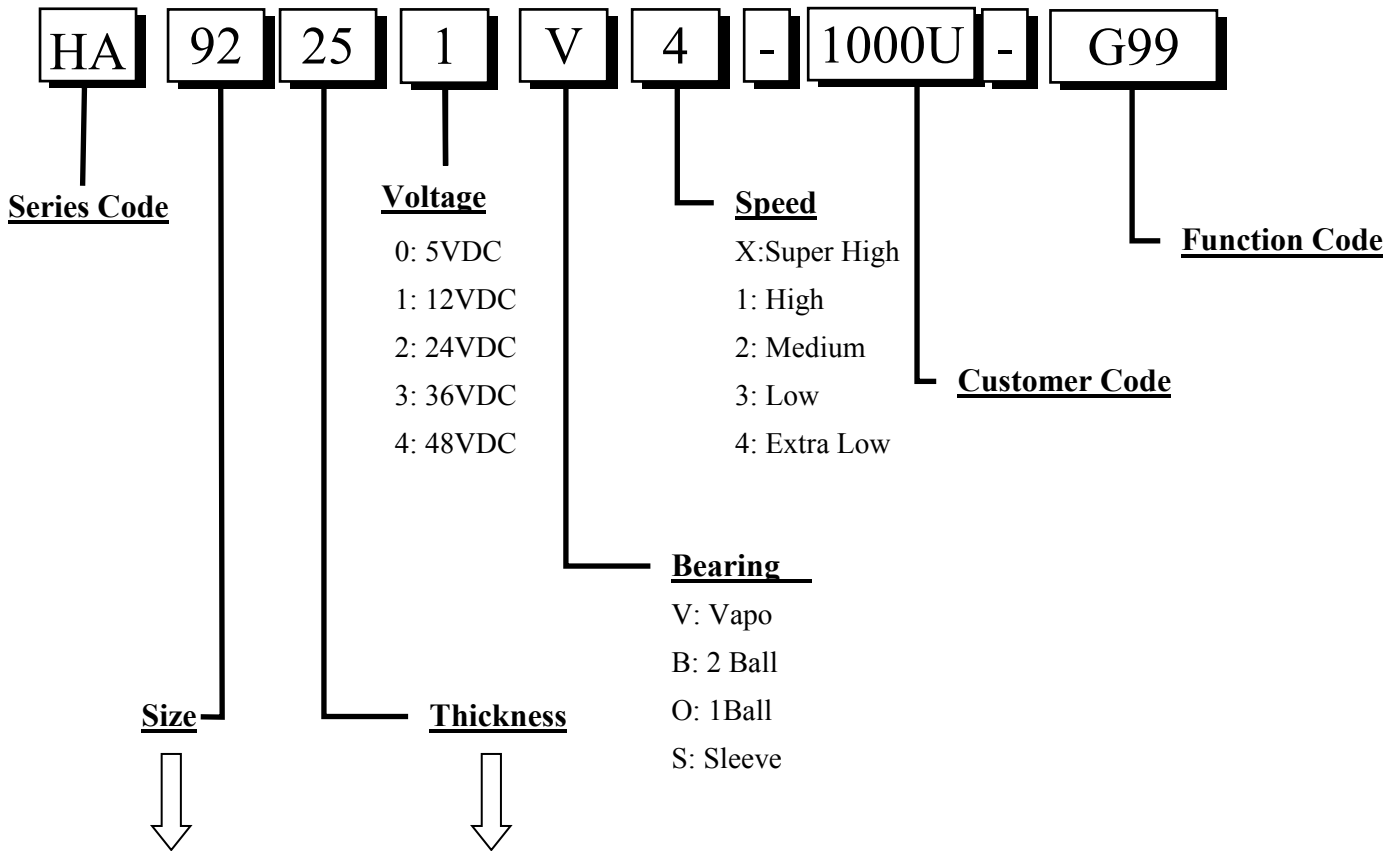 HA 92 25 1 V 4 - 1000U - G99
Series Code
Voltage
0: 5VDC
1: 12VDC
2: 24VDC
3: 36VDC
4: 48VDC
Speed
X:Super High
1: High
2: Medium
3: Low
4: Extra Low
Function Code
Customer Code
Bearing
V: Vapo
B: 2 Ball
O: 1Ball
S: Sleeve
Size
Thickness